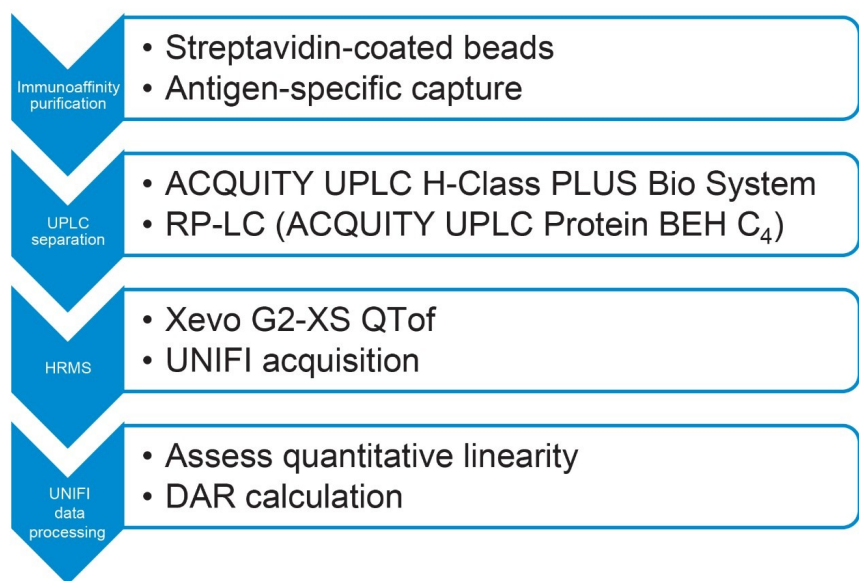 Immunoaffinity
purification
• Streptavidin-coated beads
• Antigen-specific capture
UPLC
separation
• ACQUITY UPLC H-Class PLUS Bio System
• RP-LC (ACQUITY UPLC Protein BEH C₄)
HRMS
• Xevo G2-XS QTof
• UNIFI acquisition
UNIFI
data
processing
• Assess quantitative linearity
• DAR calculation